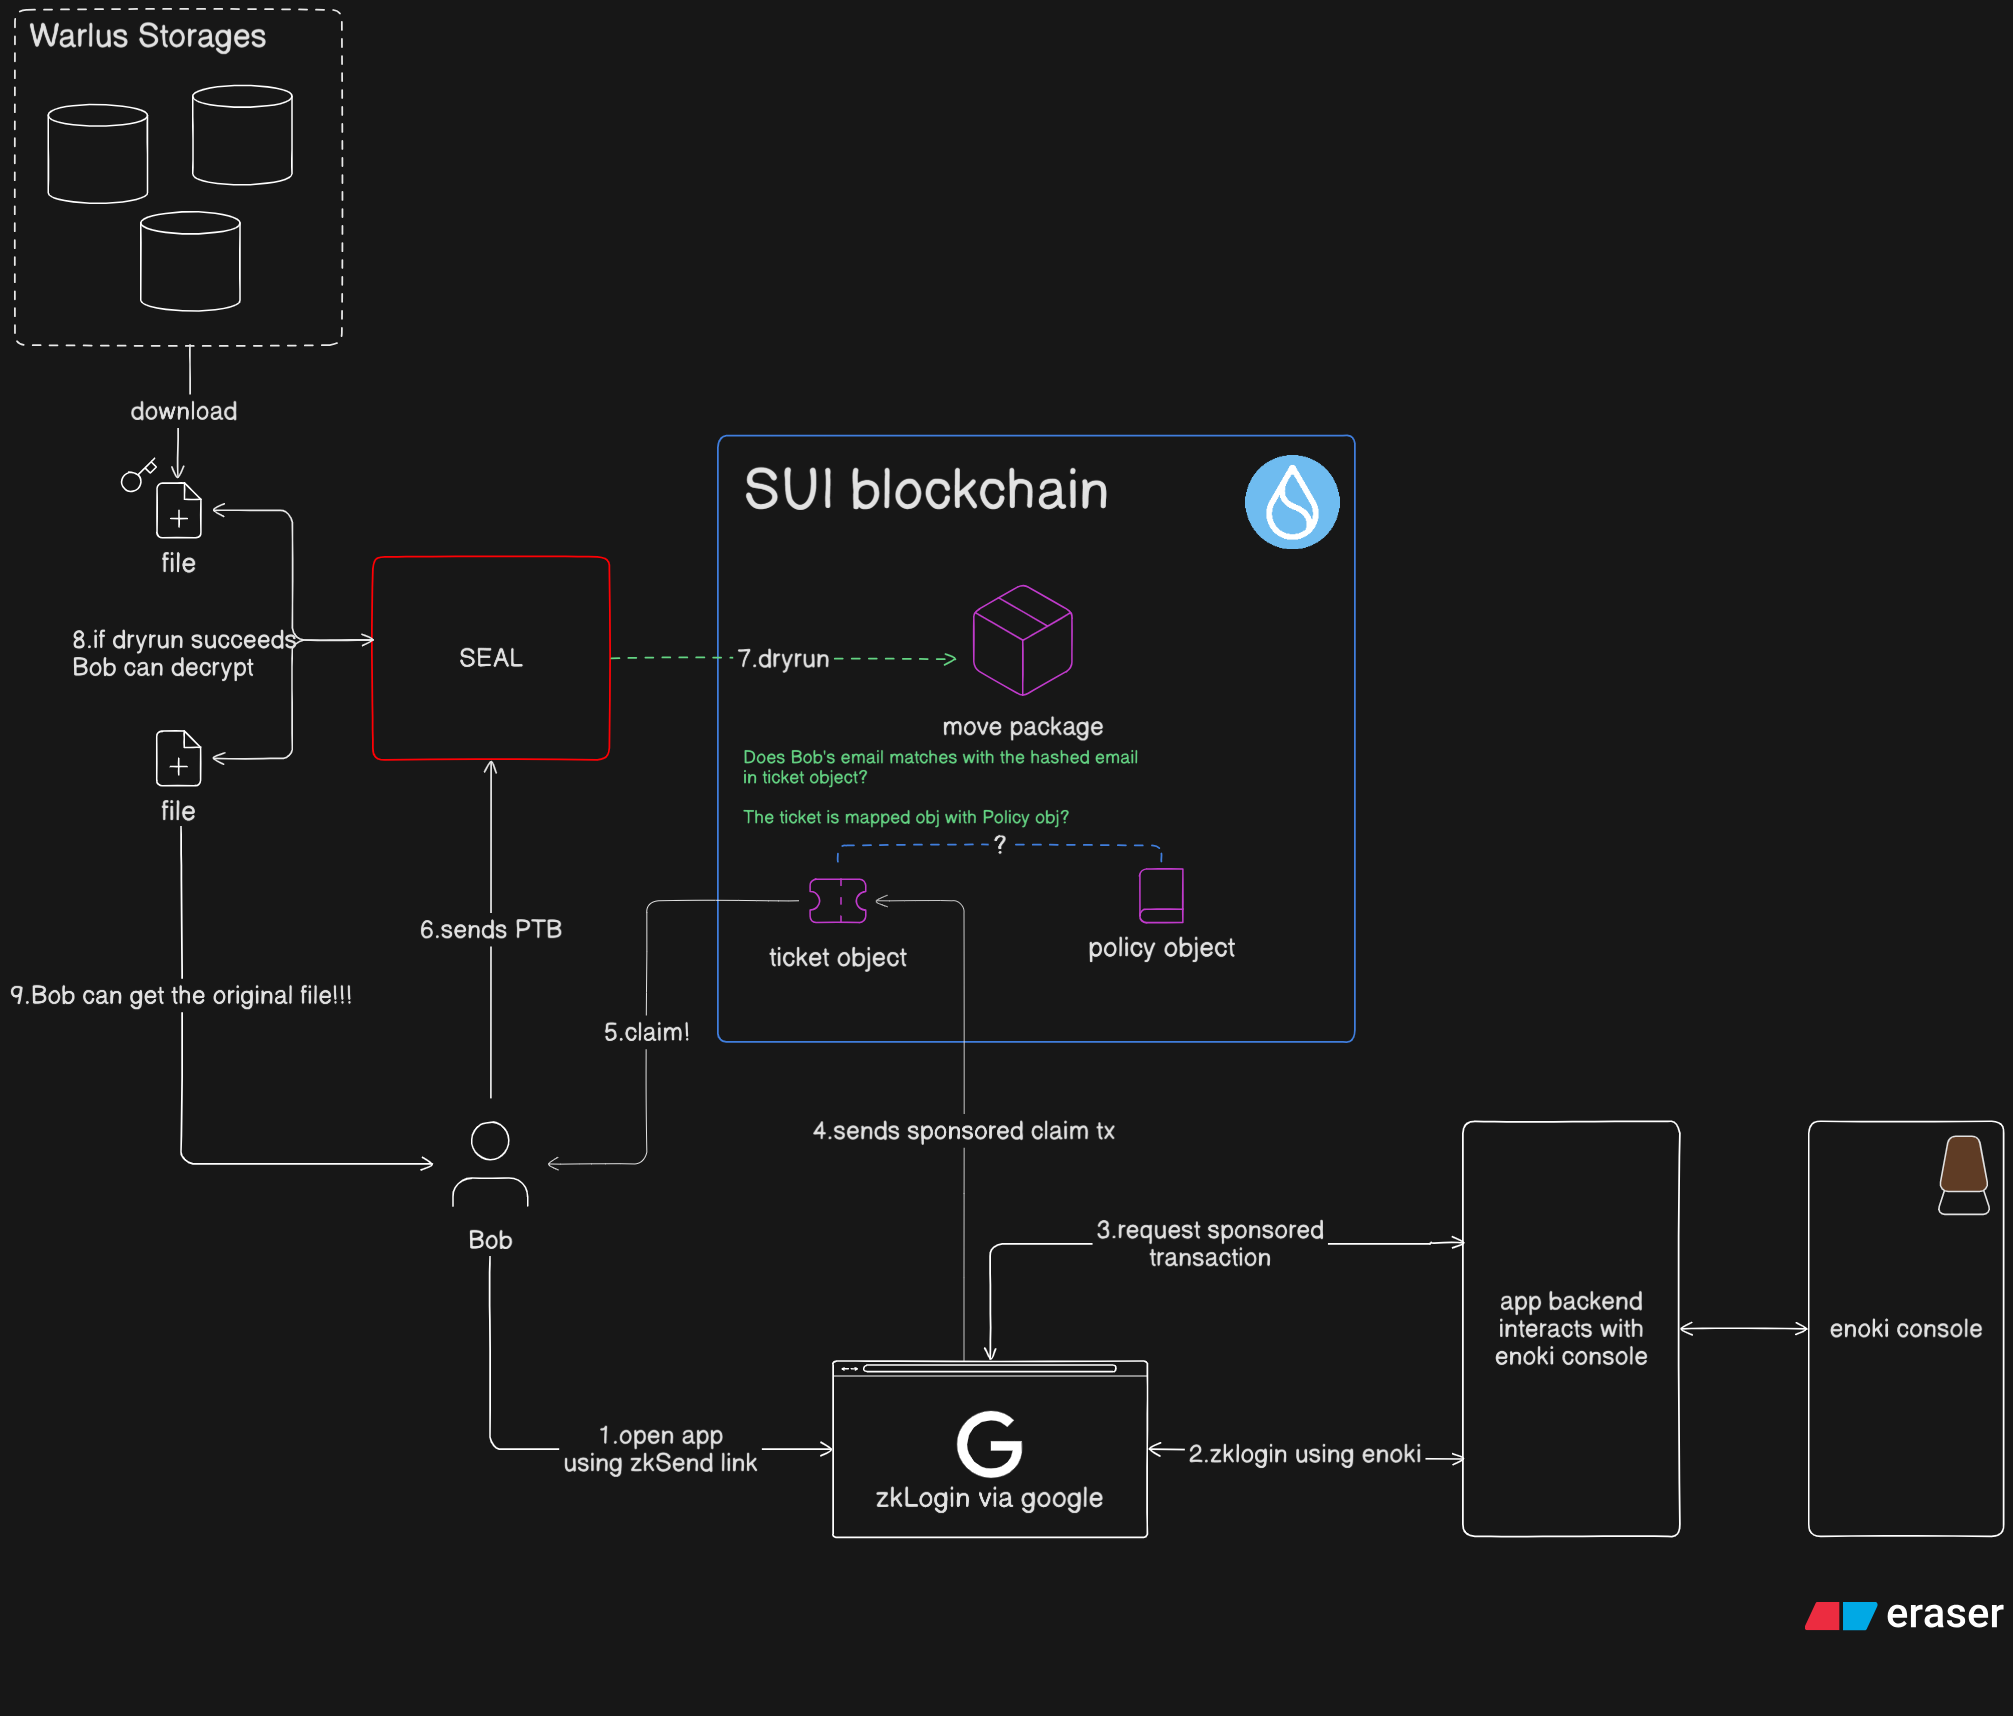 Warlus Storages
download
file
8.if dryrun succeeds
Bob can decrypt
file
9.Bob can get the original file!!!
SEAL
6.sends PTB
Bob
SUI blockchain
7.dryrun
move package
Does Bob's email matches with the hashed email
in ticket object?
The ticket is mapped obj with Policy obj?
?
ticket object
policy object
5.claim!
4.sends sponsored claim tx
3.request sponsored
transaction
1.open app
using zkSend link
G
zkLogin via google
2.zklogin using enoki
app backend
interacts with
enoki console
enoki console
eraser